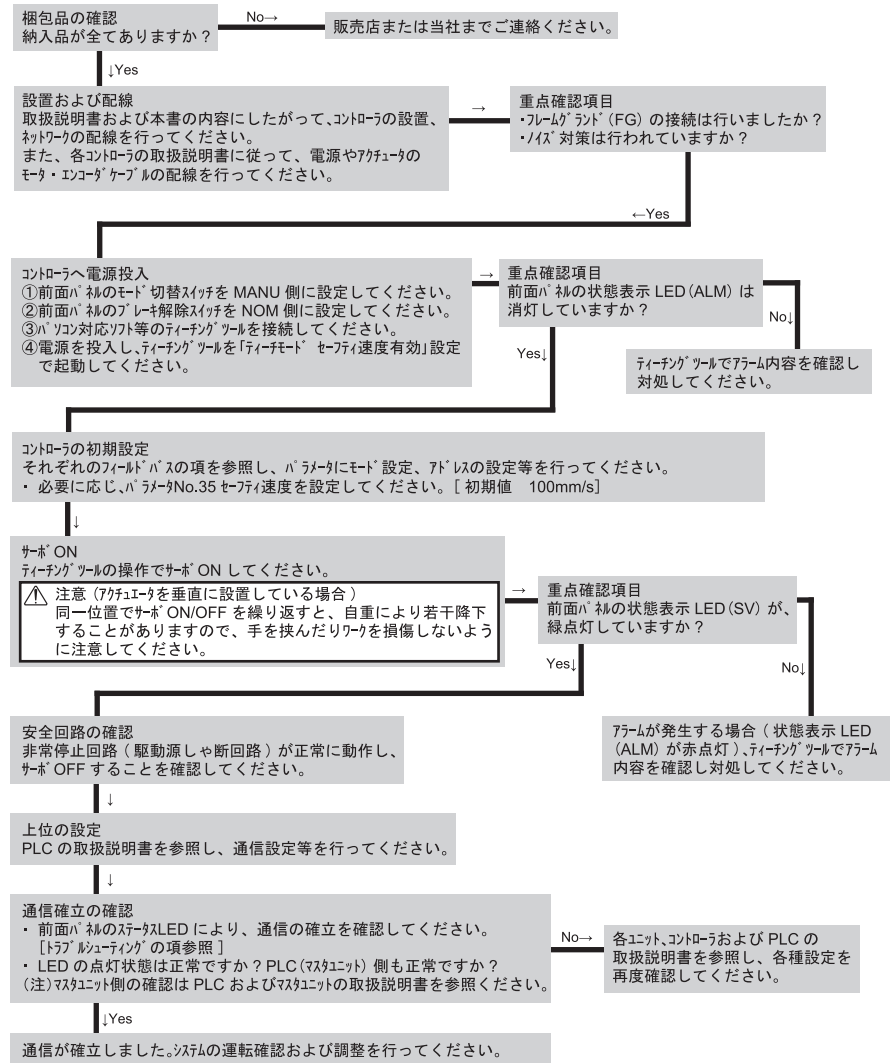 梱包品の確認
納入品が全てありますか？
No→
販売店または当社までご連絡ください。
↓Yes
設置および配線
取扱説明書および本書の内容にしたがって、ｺﾝﾄﾛｰﾗの設置、
ﾈｯﾄﾜｰｸの配線を行ってください。
また、各ｺﾝﾄﾛｰﾗの取扱説明書に従って、電源やｱｸﾁｭｰﾀの
ﾓｰﾀ・ｴﾝｺｰﾀﾞｹｰﾌﾞﾙの配線を行ってください。
→
重点確認項目
・ﾌﾚｰﾑｸﾞﾗﾝﾄﾞ(FG) の接続は行いましたか？
・ﾉｲｽﾞ対策は行われていますか？
←Yes
ｺﾝﾄﾛｰﾗへ電源投入
①前面ﾊﾟﾈﾙのﾓｰﾄﾞ切替ｽｲｯﾁを MANU 側に設定してください。
②前面ﾊﾟﾈﾙのﾌﾞﾚｰｷ解除ｽｲｯﾁを NOM 側に設定してください。
③ﾊﾟｿｺﾝ対応ｿﾌﾄ等のﾃｨｰﾁﾝｸﾞﾂｰﾙを接続してください。
④電源を投入し、ﾃｨｰﾁﾝｸﾞﾂｰﾙを「ﾃｨｰﾁﾓｰﾄﾞ ｾｰﾌﾃｨ速度有効」設定
で起動してください。
→
重点確認項目
前面ﾊﾟﾈﾙの状態表示 LED(ALM) は
消灯していますか？
No↓
Yes↓
ﾃｨｰﾁﾝｸﾞﾂｰﾙでｱﾗｰﾑ内容を確認し
対処してください。
ｺﾝﾄﾛｰﾗの初期設定
それぞれのﾌｨｰﾙﾄﾞﾊﾞｽの項を参照し、ﾊﾟﾗﾒｰﾀにﾓｰﾄﾞ設定、ｱﾄﾞﾚｽの設定等を行ってください。
・ 必要に応じ、ﾊﾟﾗﾒｰﾀNo.35 ｾｰﾌﾃｨ速度を設定してください。[ 初期値　100mm/s]
↓
ｻｰﾎﾞON
ﾃｨｰﾁﾝｸﾞﾂｰﾙの操作でｻｰﾎﾞON してください。
注意 (ｱｸﾁｭｴｰﾀを垂直に設置している場合 )
同一位置でｻｰﾎﾞON/OFF を繰り返すと、自重により若干降下
することがありますので、手を挟んだりﾜｰｸを損傷しないよう
に注意してください。
→
重点確認項目
前面ﾊﾟﾈﾙの状態表示 LED(SV) が、
緑点灯していますか？
Yes↓
No↓
安全回路の確認
非常停止回路 ( 駆動源しゃ断回路 ) が正常に動作し、
ｻｰﾎﾞOFF することを確認してください。
ｱﾗｰﾑが発生する場合 ( 状態表示 LED
(ALM) が赤点灯 )、ﾃｨｰﾁﾝｸﾞﾂｰﾙでｱﾗｰﾑ
内容を確認し対処してください。
↓
上位の設定
PLC の取扱説明書を参照し、通信設定等を行ってください。
↓
通信確立の確認
・ 前面ﾊﾟﾈﾙのｽﾃｰﾀｽLED により、通信の確立を確認してください。
[ﾄﾗﾌﾞﾙｼｭｰﾃｨﾝｸﾞの項参照 ]
・ LED の点灯状態は正常ですか？PLC(ﾏｽﾀﾕﾆｯﾄ) 側も正常ですか？
(注)ﾏｽﾀﾕﾆｯﾄ側の確認は PLC およびﾏｽﾀﾕﾆｯﾄの取扱説明書を参照ください。
No→
各ﾕﾆｯﾄ、ｺﾝﾄﾛｰﾗおよび PLC の
取扱説明書を参照し、各種設定を
再度確認してください。
↓Yes
通信が確立しました。ｼｽﾃﾑの運転確認および調整を行ってください。